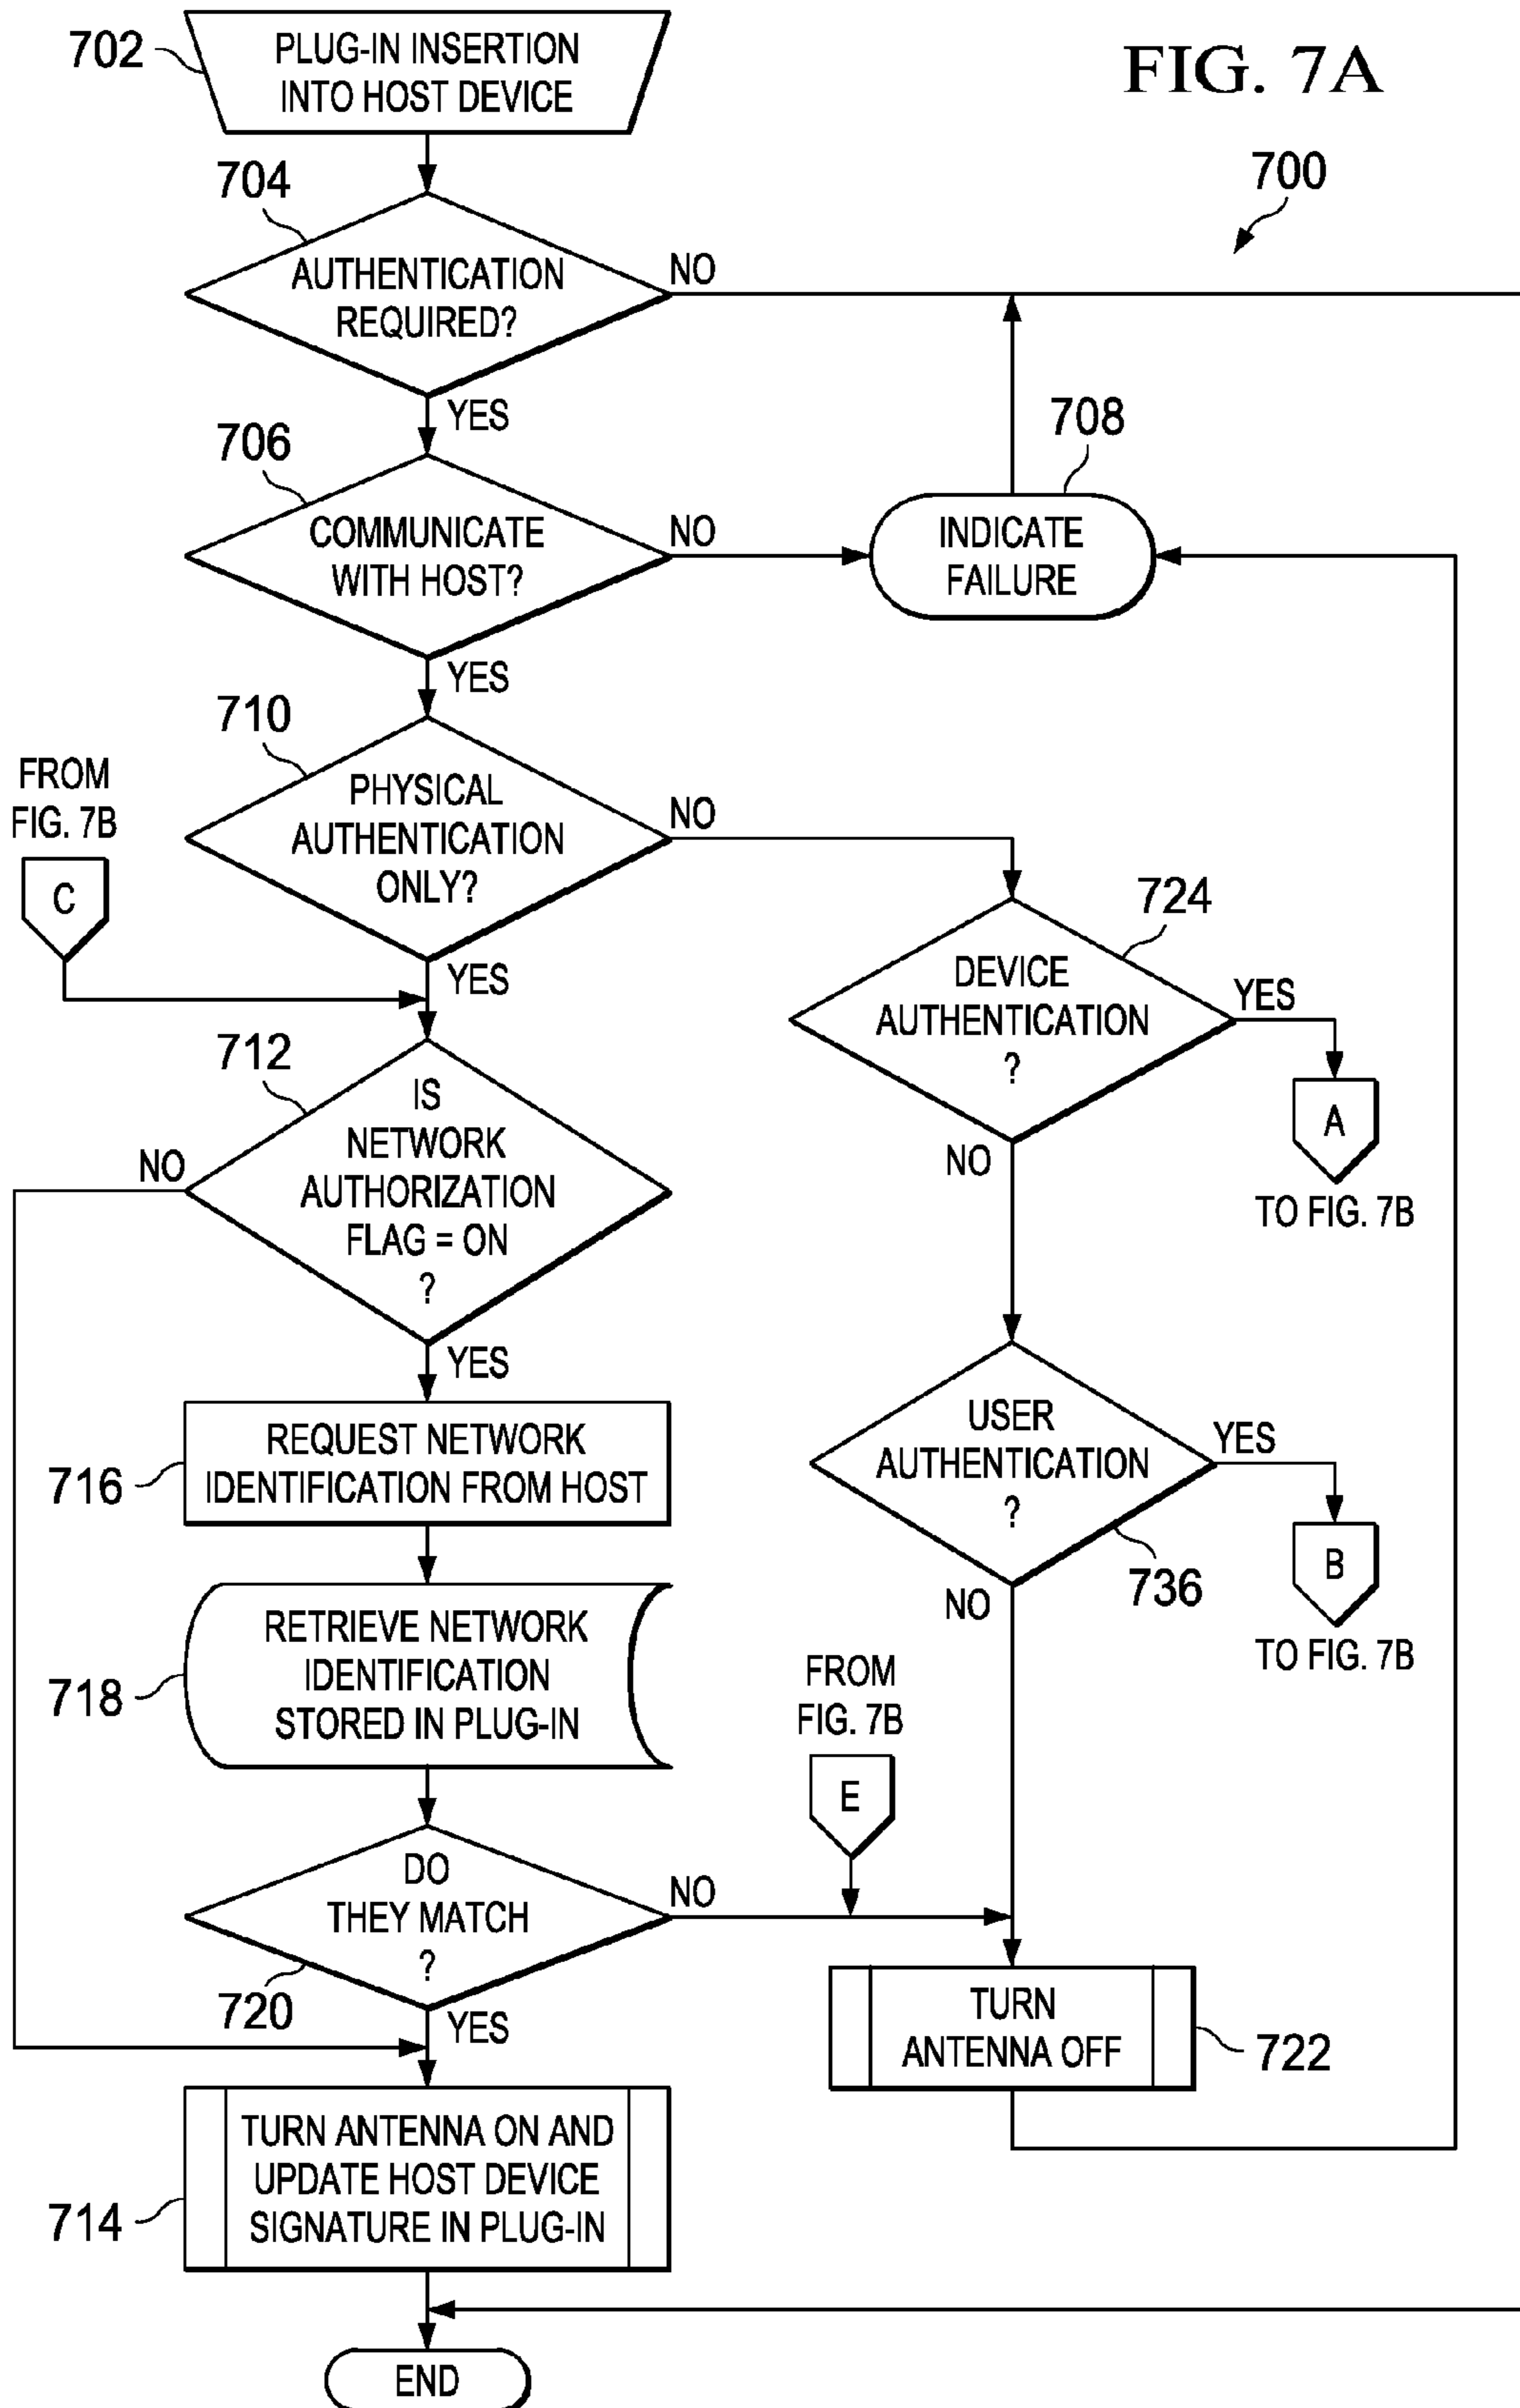 FIG. 7A
702
PLUG-IN INSERTION
INTO HOST DEVICE
700
704
AUTHENTICATION
REQUIRED?
NO
YES
706
COMMUNICATE
WITH HOST?
NO
YES
708
INDICATE
FAILURE
710
PHYSICAL
AUTHENTICATION
ONLY?
NO
YES
FROM
FIG. 7B
C
724
DEVICE
AUTHENTICATION
?
YES
NO
A
TO FIG. 7B
712
IS
NETWORK
AUTHORIZATION
FLAG = ON
?
NO
YES
716
REQUEST NETWORK
IDENTIFICATION FROM HOST
USER
AUTHENTICATION
?
YES
NO
736
B
TO FIG. 7B
718
RETRIEVE NETWORK
IDENTIFICATION
STORED IN PLUG-IN
FROM
FIG. 7B
E
DO
THEY MATCH
?
NO
720
YES
TURN
ANTENNA OFF
722
714
TURN ANTENNA ON AND
UPDATE HOST DEVICE
SIGNATURE IN PLUG-IN
END